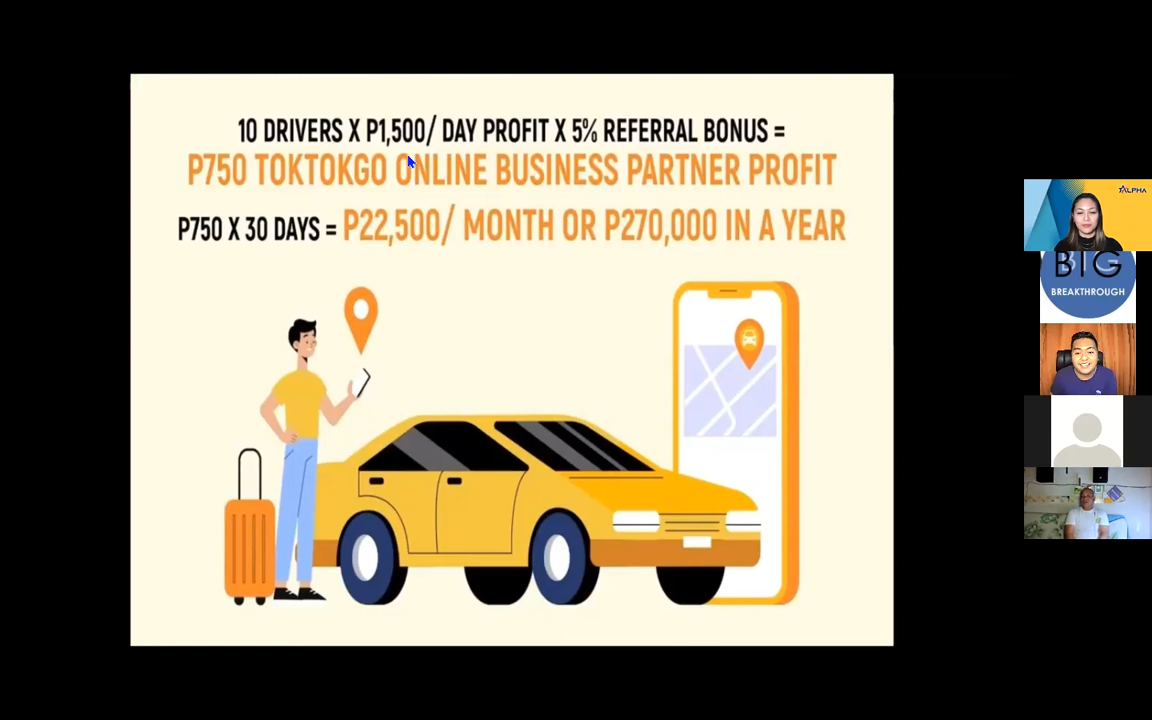 10 DRIVERS X P1,500/ DAY PROFIT X 5% REFERRAL BONUS =
P750 TOKTOKGO ONLINE BUSINESS PARTNER PROFIT
P750 X 30 DAYS = P22,500/ MONTH OR P270,000 IN A YEAR
ALPHA
BTG
BREAKTHROUGH